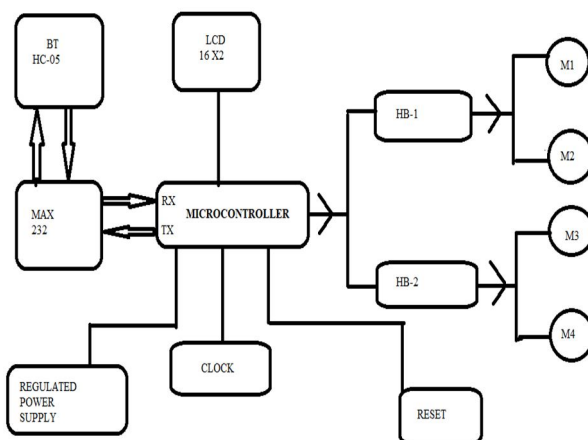 BT
HC-05
LCD
16 X2
M1
HB-1
M2
MAX
232
RX
TX
MICROCONTROLLER
M3
HB-2
M4
CLOCK
REGULATED
POWER
SUPPLY
RESET